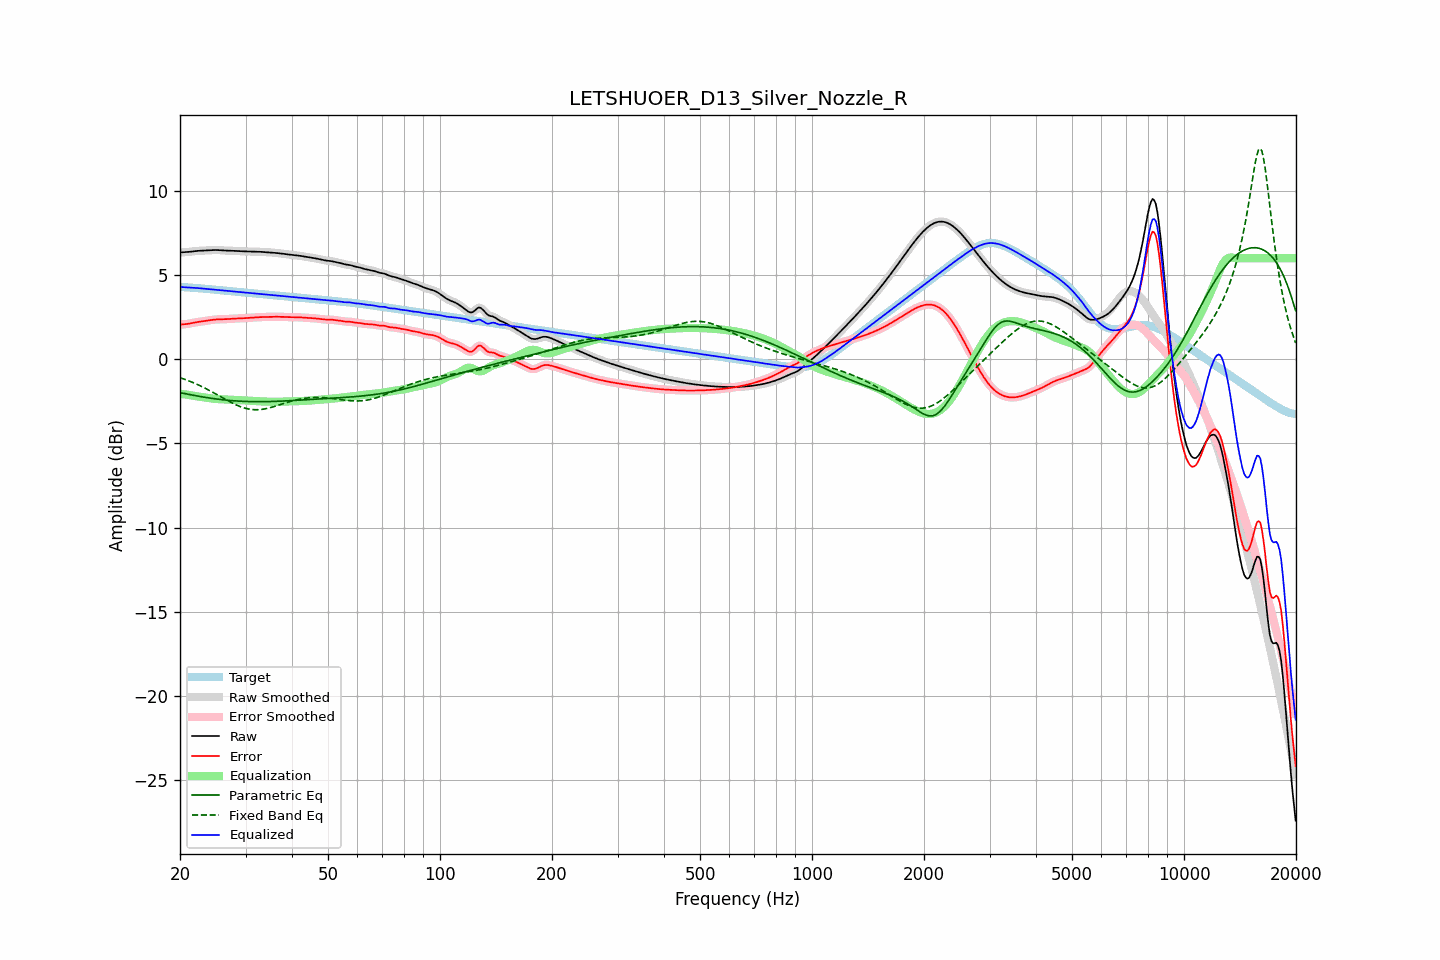 LETSHUOER_D13_Silver_Nozzle_R
Amplitude (dBr)
10
5
0
−5
−10
−15
−20
−25
Target
Raw Smoothed
Error Smoothed
Raw
Error
Equalization
Parametric Eq
Fixed Band Eq
Equalized
20 50 100 200 500 1000 2000 5000 10000 20000
Frequency (Hz)